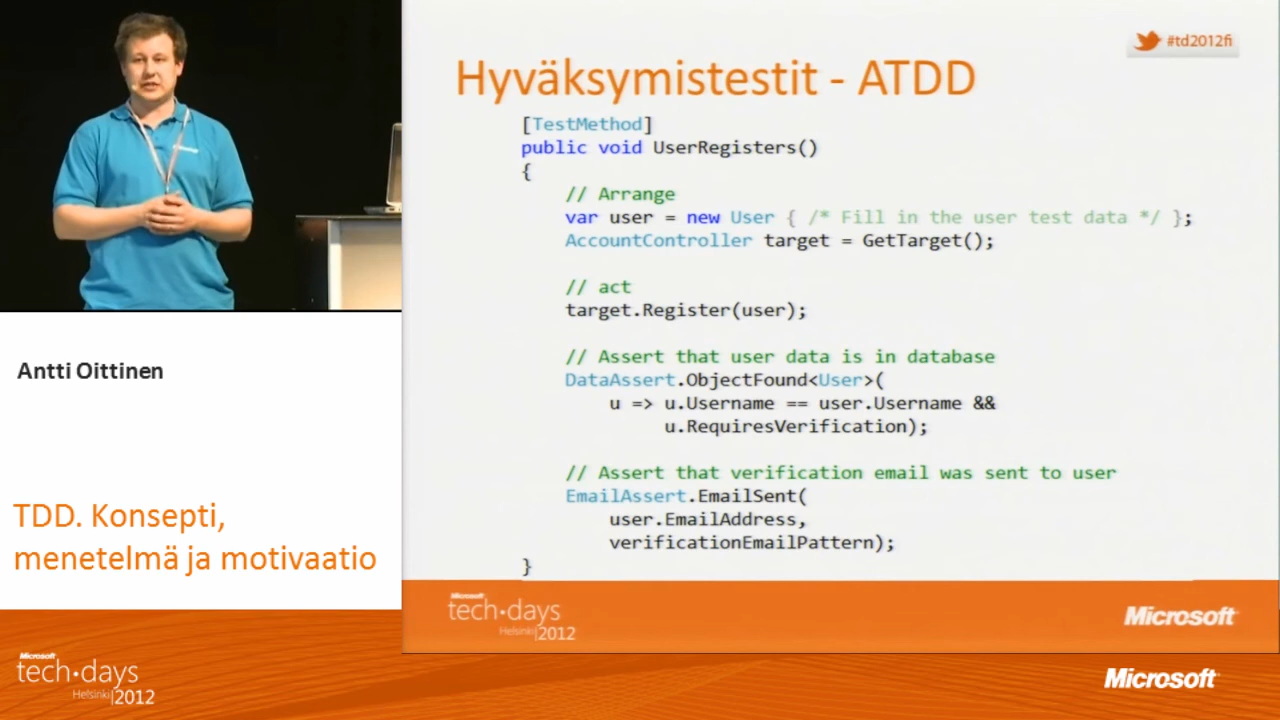 #td2012fi
Hyväksymistestit - ATDD
[TestMethod]
public void UserRegisters()
{
// Arrange
var user = new User { /* Fill in the user test data */ };
AccountController target = GetTarget();
// act
target.Register(user);
// Assert that user data is in database
DataAssert.ObjectFound<User>(
u => u.Username == user.Username &&
u.RequiresVerification);
// Assert that verification email was sent to user
EmailAssert.EmailSent(
user.EmailAddress,
verificationEmailPattern);
}
Microsoft
tech·days
Helsinki|2012
Microsoft
Antti Oittinen
TDD. Konsepti,
menetelmä ja motivaatio
Microsoft
tech·days
Helsinki|2012
Microsoft